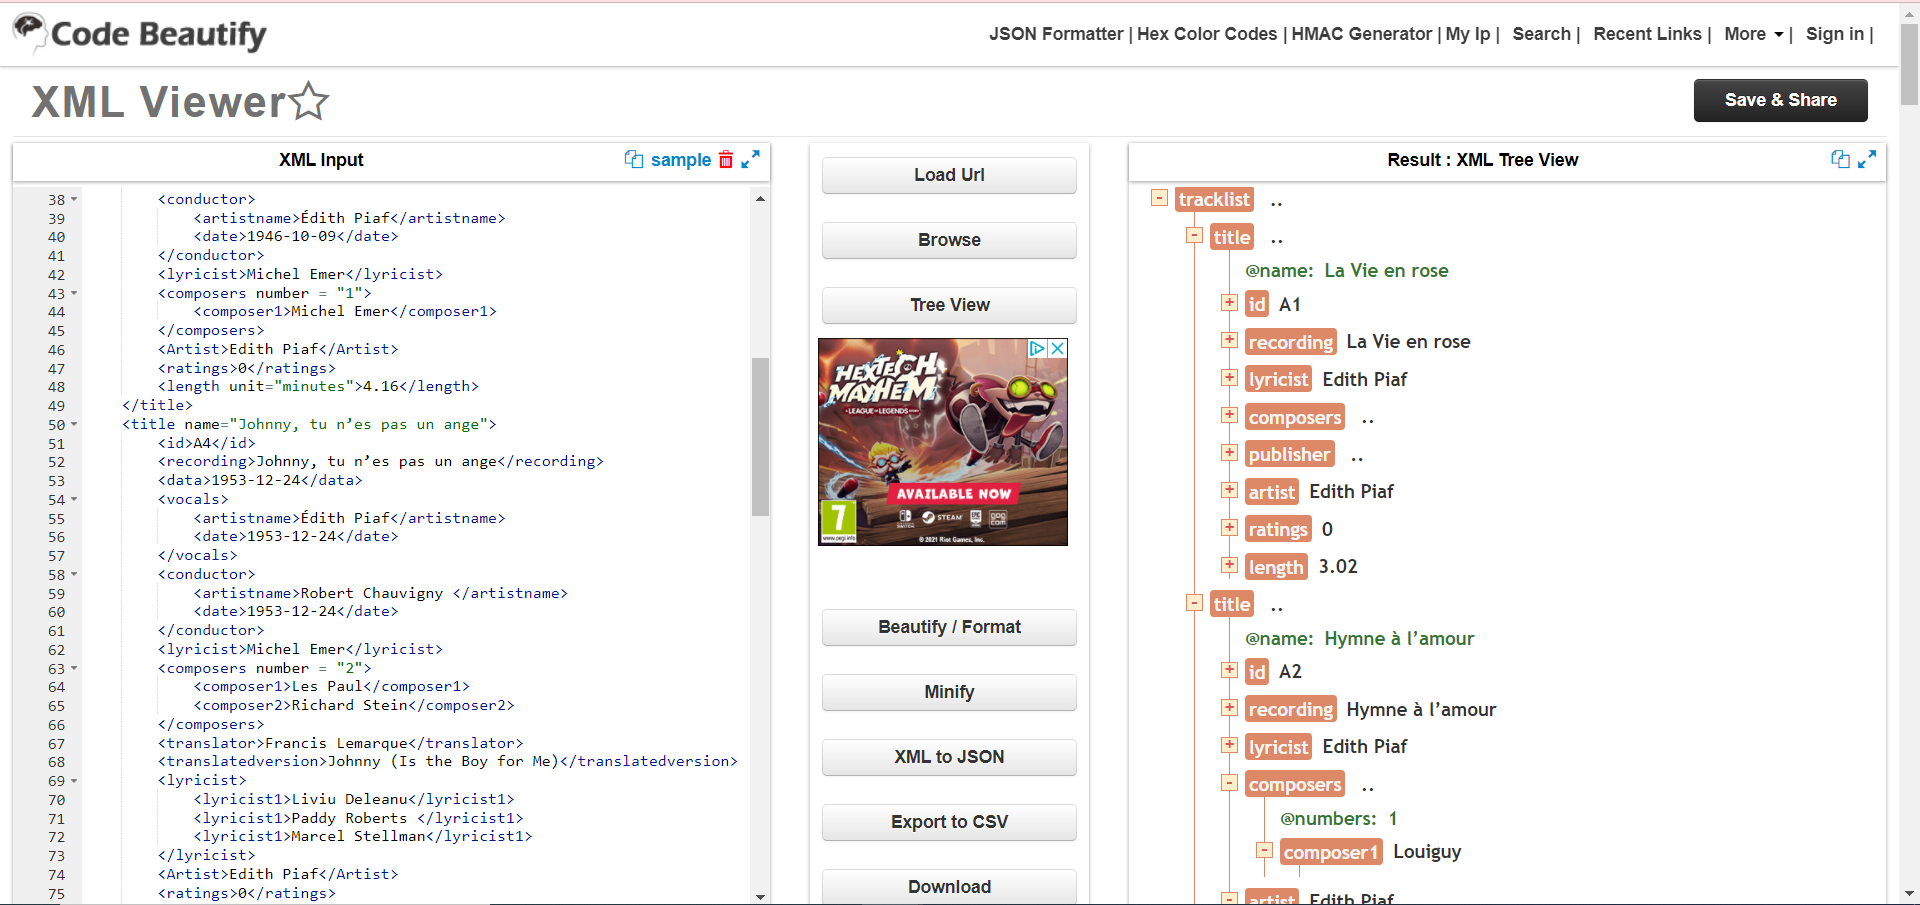 Code Beautify
JSON Formatter | Hex Color Codes | HMAC Generator | My Ip | Search | Recent Links | More | Sign in |
XML Viewer
Save & Share
XML Input
sample
38 <conductor>
39 <artistname>Édith Piaf</artistname>
40 <date>1946-10-09</date>
41 </conductor>
42 <lyricist>Michel Emer</lyricist>
43 <composers number = "1">
44 <composer1>Michel Emer</composer1>
45 </composers>
46 <Artist>Edith Piaf</Artist>
47 <ratings>0</ratings>
48 <length unit="minutes">4.16</length>
49 </title>
50 <title name="Johnny, tu n’es pas un ange">
51 <id>A4</id>
52 <recording>Johnny, tu n’es pas un ange</recording>
53 <data>1953-12-24</data>
54 <vocals>
55 <artistname>Édith Piaf</artistname>
56 <date>1953-12-24</date>
57 </vocals>
58 <conductor>
59 <artistname>Robert Chauvigny </artistname>
60 <date>1953-12-24</date>
61 </conductor>
62 <lyricist>Michel Emer</lyricist>
63 <composers number = "2">
64 <composer1>Les Paul</composer1>
65 <composer2>Richard Stein</composer2>
66 </composers>
67 <translator>Francis Lemarque</translator>
68 <translatedversion>Johnny (Is the Boy for Me)</translatedversion>
69 <lyricist>
70 <lyricist1>Liviu Deleanu</lyricist1>
71 <lyricist1>Paddy Roberts </lyricist1>
72 <lyricist1>Marcel Stellman</lyricist1>
73 </lyricist>
74 <Artist>Edith Piaf</Artist>
75 <ratings>0</ratings>
Load Url
Browse
Tree View
HEXTECH
MAYHEM
A LEAGUE OF LEGENDS STORY
AVAILABLE NOW
7
www.pegi.info
STEAM
gog
com
© 2021 Riot Games, Inc.
Beautify / Format
Minify
XML to JSON
Export to CSV
Download
Result : XML Tree View
tracklist ..
title ..
@name: La Vie en rose
id A1
recording La Vie en rose
lyricist Edith Piaf
composers ..
publisher ..
artist Edith Piaf
ratings 0
length 3.02
title ..
@name: Hymne à l’amour
id A2
recording Hymne à l’amour
lyricist Edith Piaf
composers ..
@numbers: 1
composer1 Louiguy
artist Edith Piaf